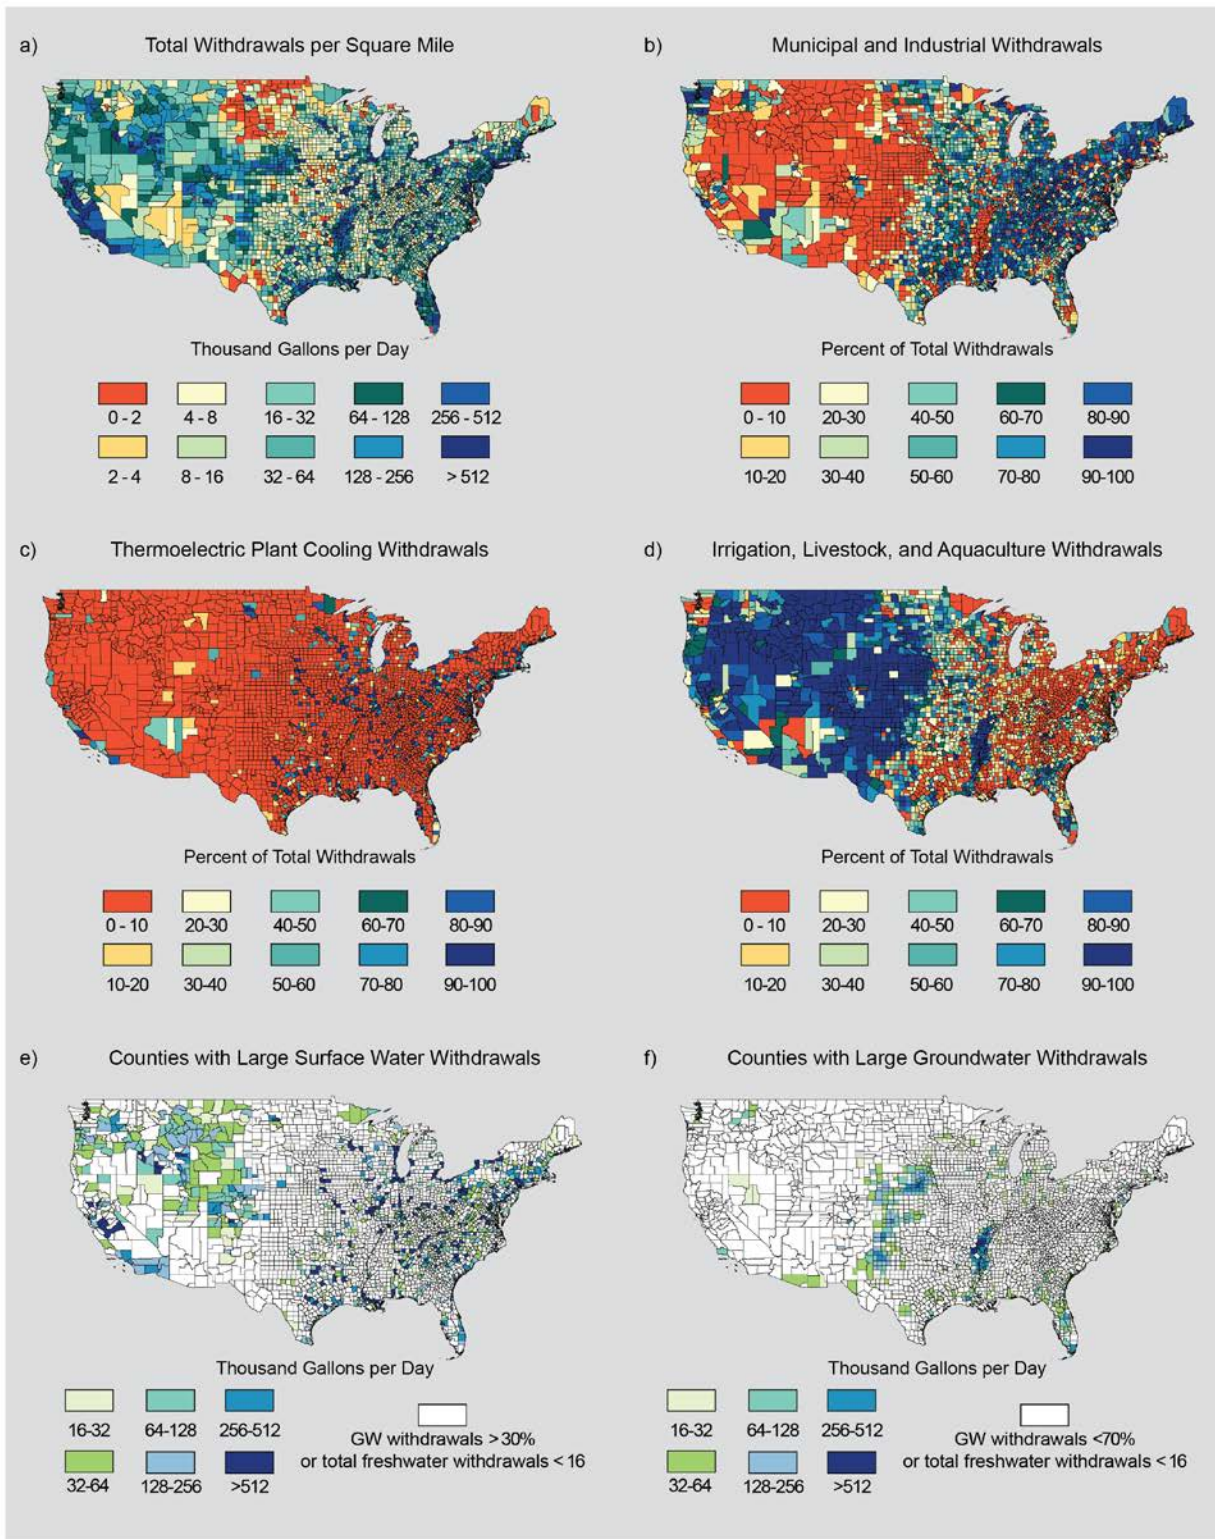 a) Total Withdrawals per Square Mile
b) Municipal and Industrial Withdrawals
Thousand Gallons per Day
0 - 2 4 - 8 16 - 32 64 - 128 256 - 512
2 - 4 8 - 16 32 - 64 128 - 256 > 512
Percent of Total Withdrawals
0 - 10 20-30 40-50 60-70 80-90
10-20 30-40 50-60 70-80 90-100
c) Thermoelectric Plant Cooling Withdrawals
d) Irrigation, Livestock, and Aquaculture Withdrawals
Percent of Total Withdrawals
0 - 10 20-30 40-50 60-70 80-90
10-20 30-40 50-60 70-80 90-100
Percent of Total Withdrawals
0 - 10 20-30 40-50 60-70 80-90
10-20 30-40 50-60 70-80 90-100
e) Counties with Large Surface Water Withdrawals
f) Counties with Large Groundwater Withdrawals
Thousand Gallons per Day
16-32 64-128 256-512
32-64 128-256 >512
GW withdrawals >30%
or total freshwater withdrawals < 16
Thousand Gallons per Day
16-32 64-128 256-512
32-64 128-256 >512
GW withdrawals <70%
or total freshwater withdrawals < 16